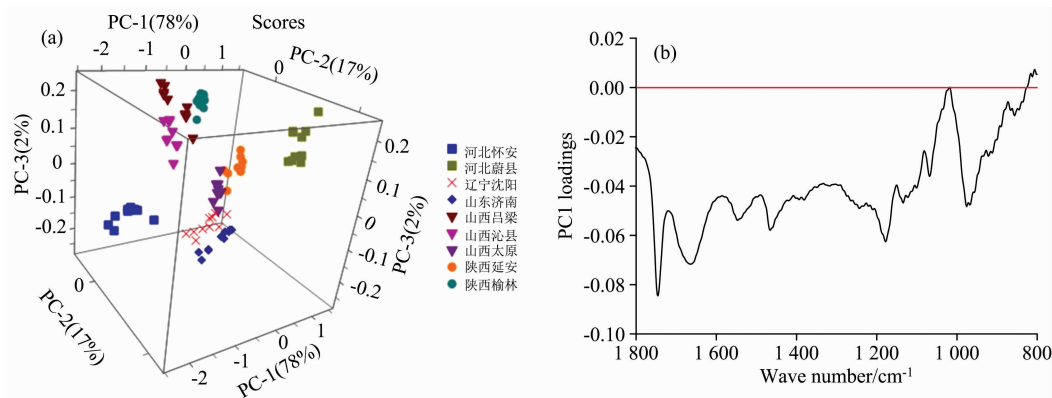 (a)
PC-1(78%)
Scores
-2 -1 0 1
PC-2(17%)
0
0.2
0.1
0
-0.1
-0.2
PC-3(2%)
0.2
0.1
0
-0.1
-0.2
PC-3(2%)
0
PC-2(17%)
-2 -1 0 1
PC-1(78%)
河北怀安
河北蔚县
辽宁沈阳
山东济南
山西吕梁
山西沁县
山西太原
陕西延安
陕西榆林
(b)
0.02
0.00
-0.02
-0.04
-0.06
-0.08
-0.10
PC1 loadings
1 800 1 600 1 400 1 200 1 000 800
Wave number/cm-1